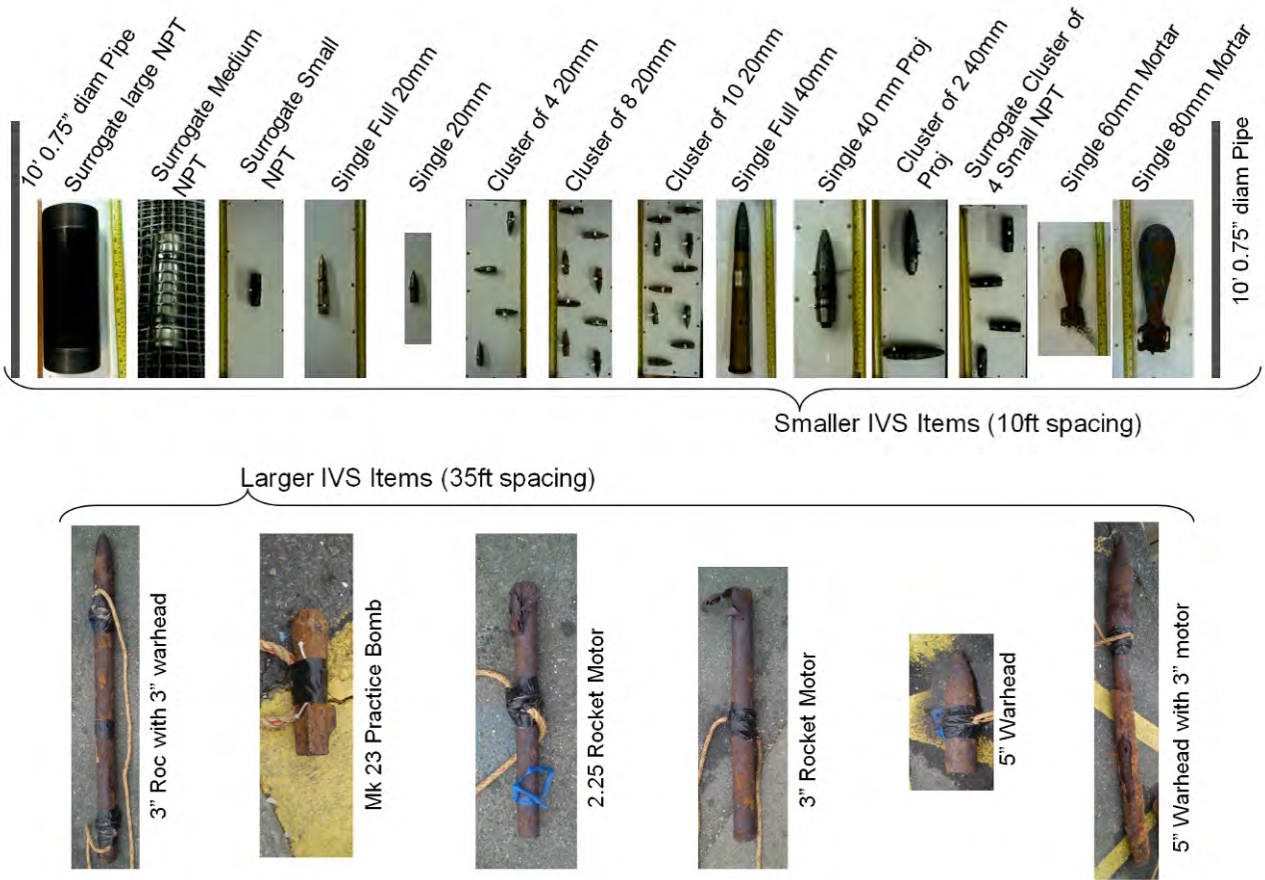 10' 0.75" diam Pipe
Surrogate large NPT
Surrogate Medium
NPT
Surrogate Small
NPT
Single Full 20mm
Single 20mm
Cluster of 4 20mm
Cluster of 8 20mm
Cluster of 10 20mm
Single Full 40mm
Single 40 mm Proj
Cluster of 2 40mm
Proj
Surrogate Cluster of
4 Small NPT
Single 60mm Mortar
Single 80mm Mortar
10' 0.75" diam Pipe
Smaller IVS Items (10ft spacing)
Larger IVS Items (35ft spacing)
3" Roc with 3" warhead
Mk 23 Practice Bomb
2.25 Rocket Motor
3" Rocket Motor
5" Warhead
5" Warhead with 3" motor